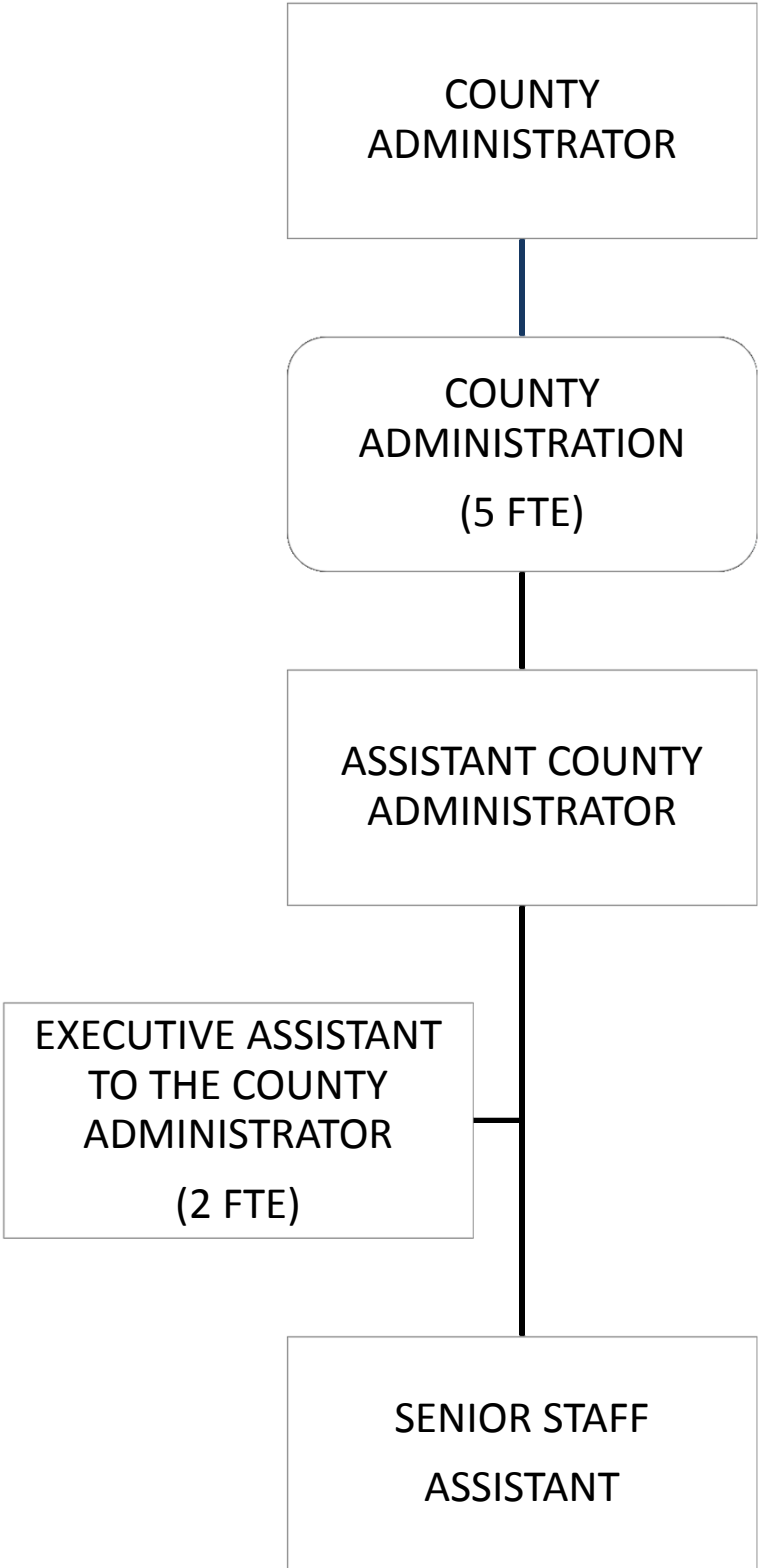 COUNTY
ADMINISTRATOR
COUNTY
ADMINISTRATION
(5 FTE)
ASSISTANT COUNTY
ADMINISTRATOR
EXECUTIVE ASSISTANT
TO THE COUNTY
ADMINISTRATOR
(2 FTE)
SENIOR STAFF
ASSISTANT